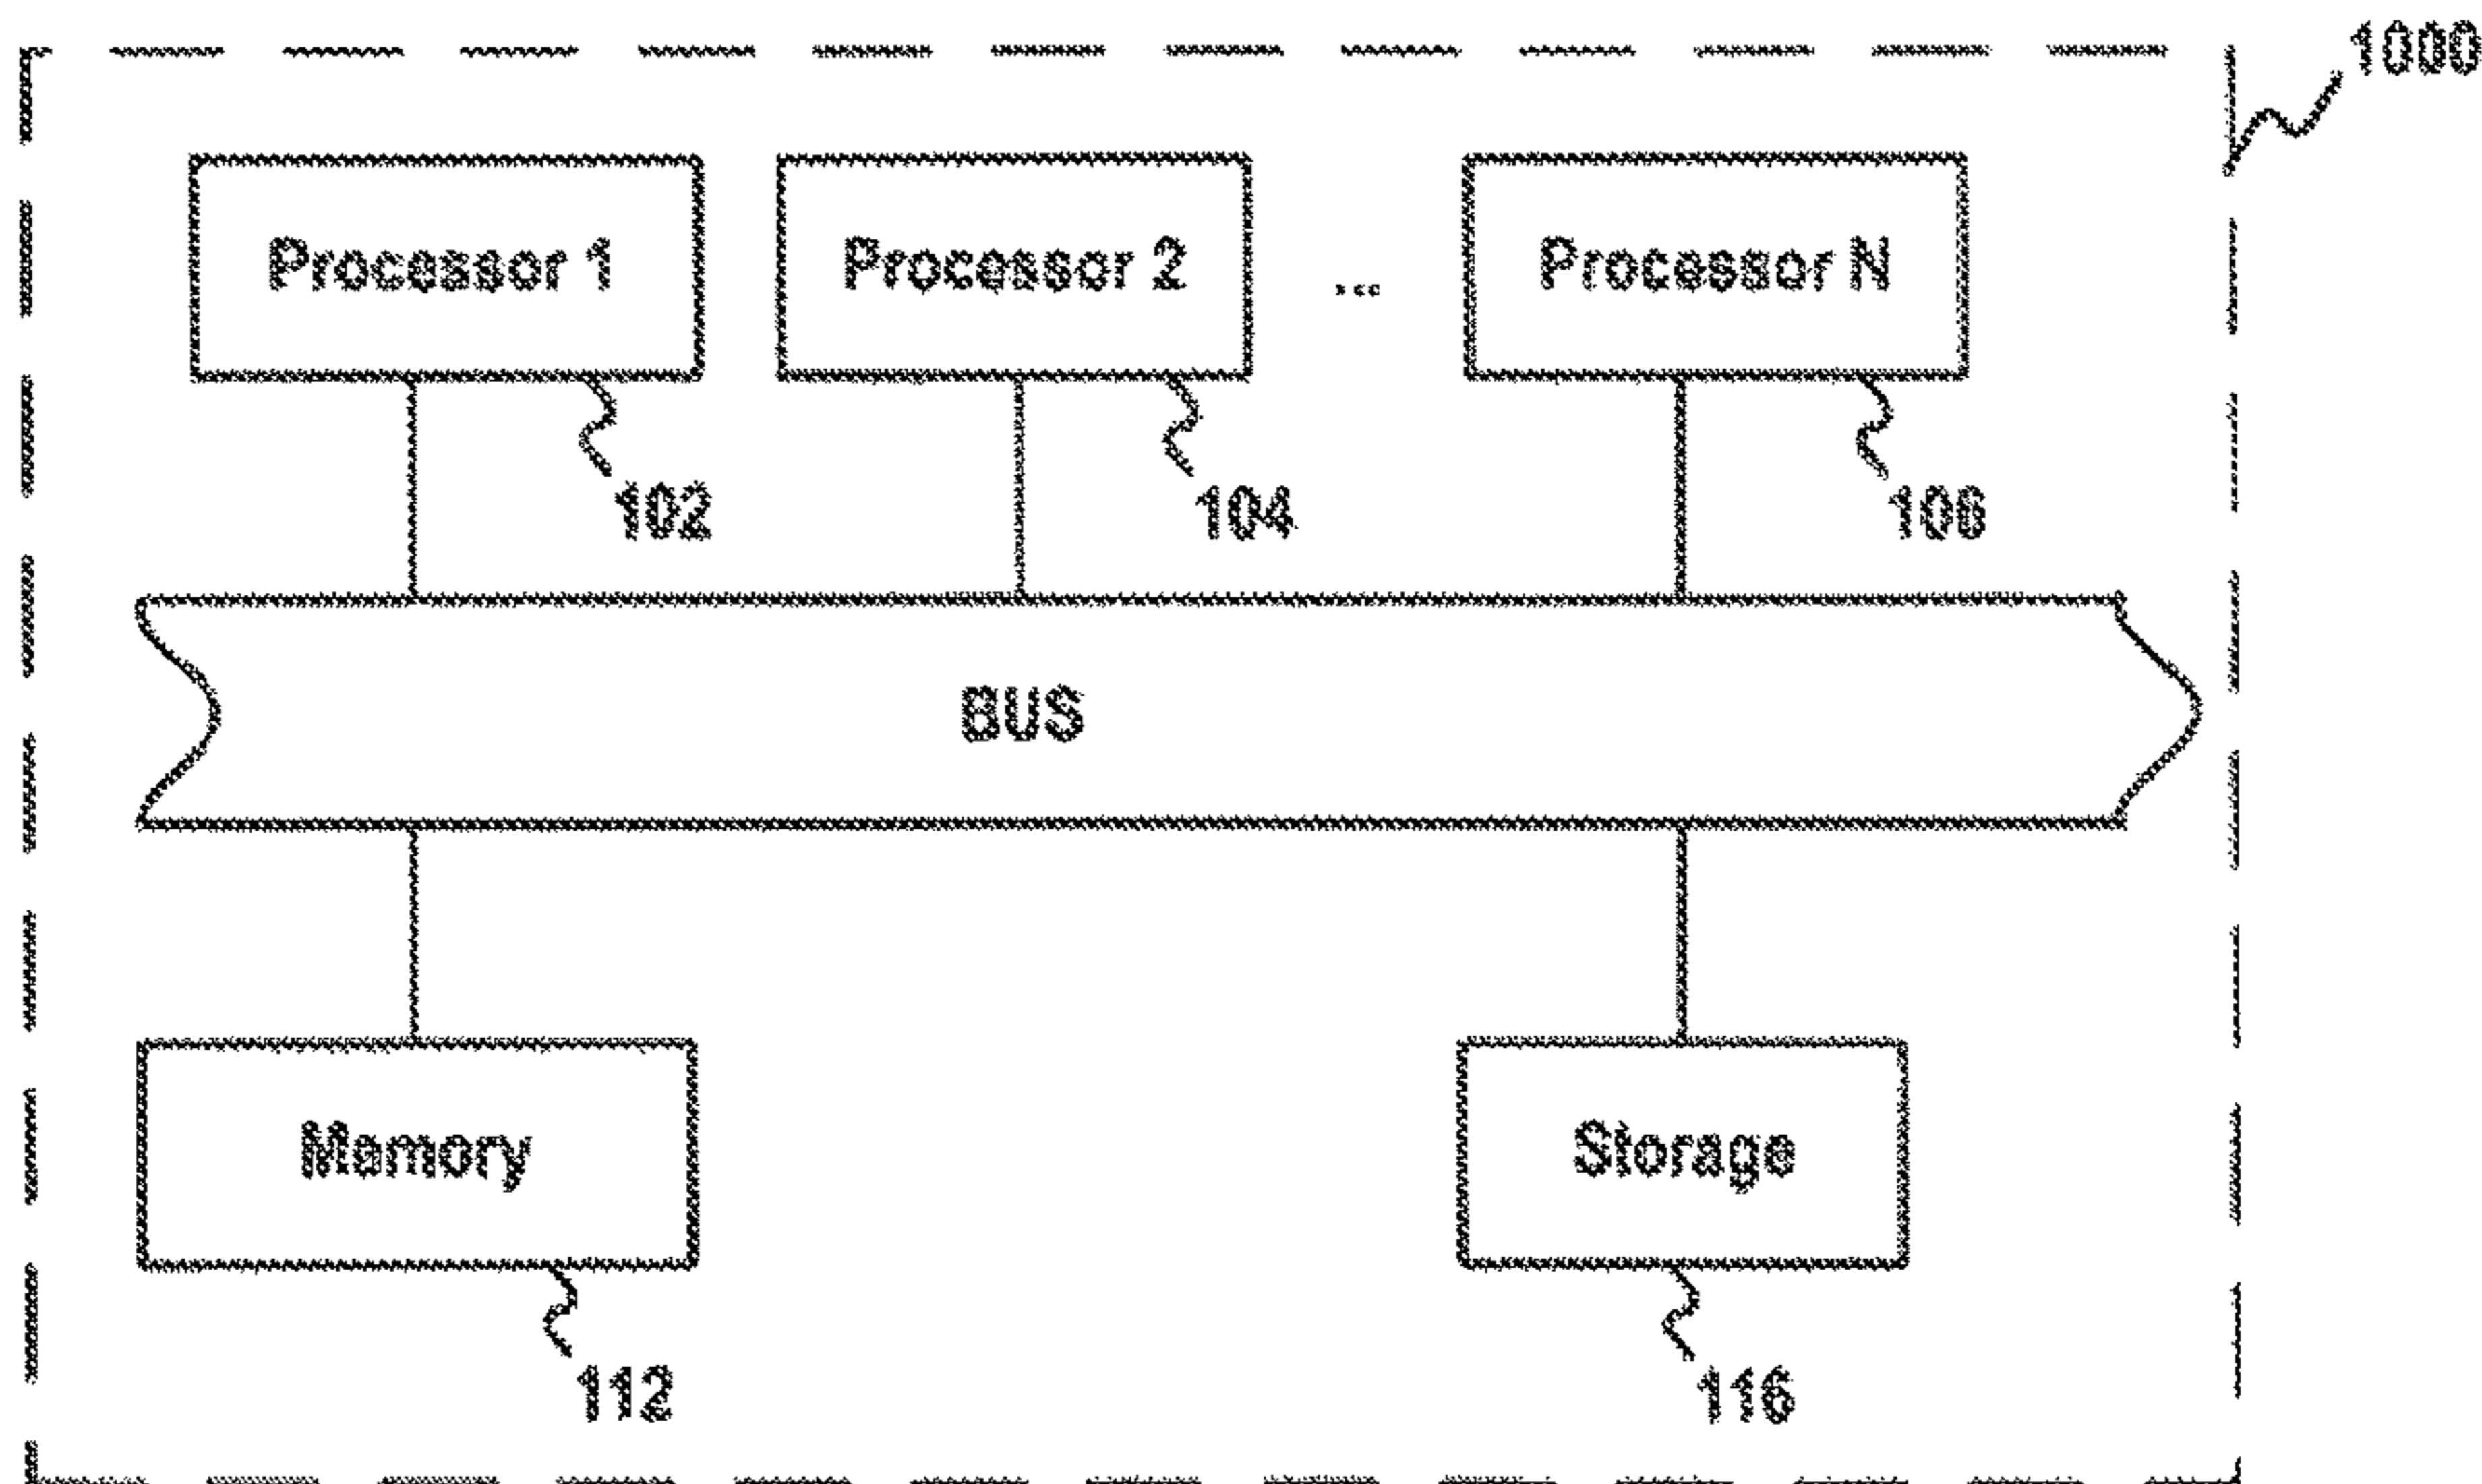 1000
Processor 1
Processor 2
...
Processor N
102
104
106
BUS
Memory
Storage
112
116